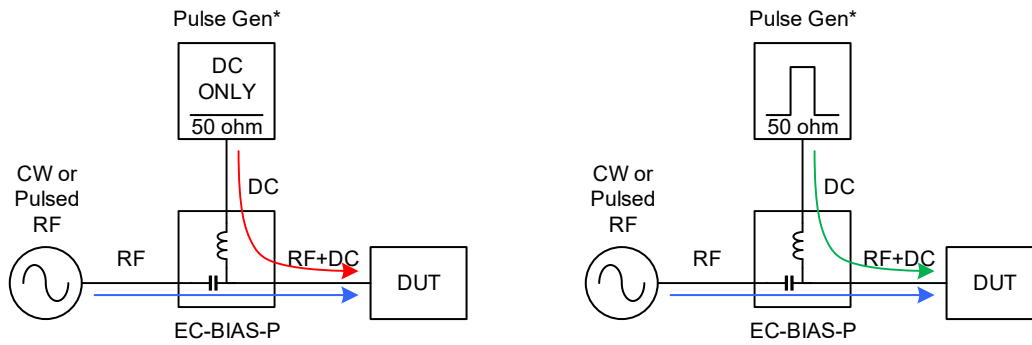 Pulse Gen*
DC
ONLY
50 ohm
CW or
Pulsed
RF
DC
RF
RF+DC
DUT
EC-BIAS-P
Pulse Gen*
50 ohm
CW or
Pulsed
RF
DC
RF
RF+DC
DUT
EC-BIAS-P